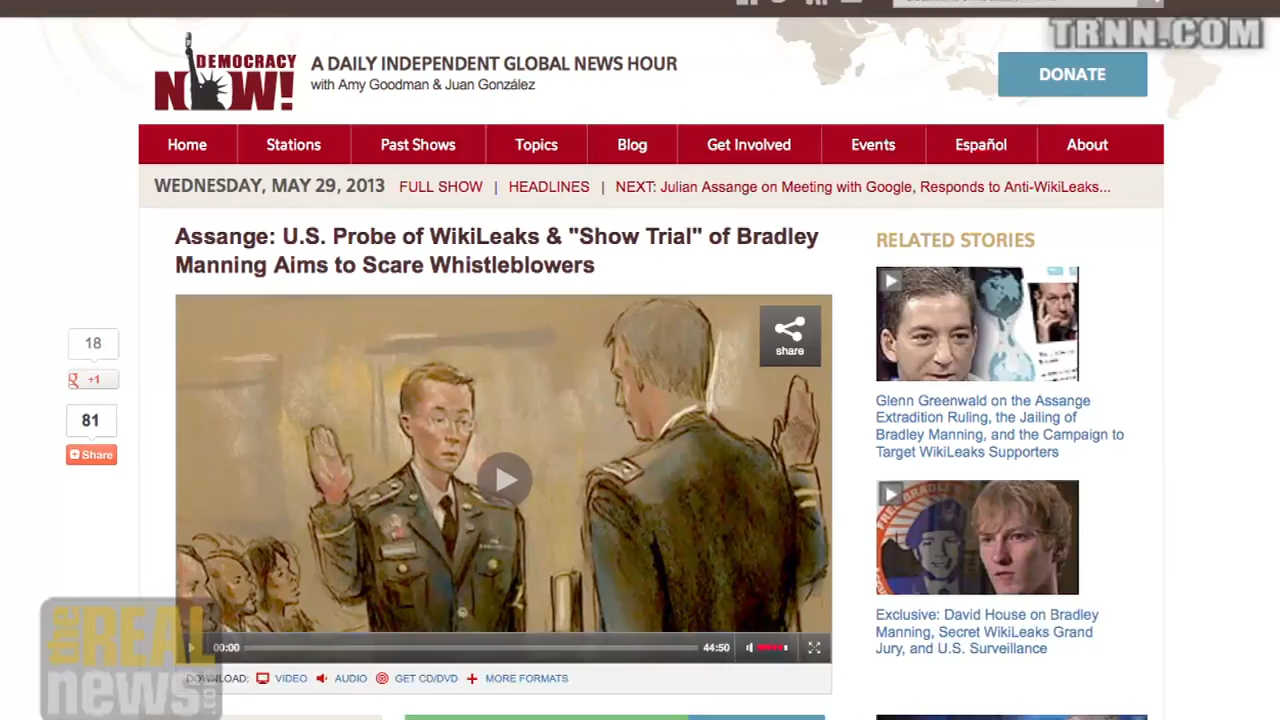 TRNN.COM
DEMOCRACY
NOW!
A DAILY INDEPENDENT GLOBAL NEWS HOUR
with Amy Goodman & Juan González
DONATE
Home
Stations
Past Shows
Topics
Blog
Get Involved
Events
Español
About
WEDNESDAY, MAY 29, 2013 FULL SHOW | HEADLINES | NEXT: Julian Assange on Meeting with Google, Responds to Anti-WikiLeaks...
Assange: U.S. Probe of WikiLeaks & "Show Trial" of Bradley
Manning Aims to Scare Whistleblowers
share
18
+1
81
Share
00:00
44:50
DOWNLOAD: VIDEO AUDIO GET CD/DVD MORE FORMATS
RELATED STORIES
Glenn Greenwald on the Assange
Extradition Ruling, the Jailing of
Bradley Manning, and the Campaign to
Target WikiLeaks Supporters
FREE BRADLEY
Exclusive: David House on Bradley
Manning, Secret WikiLeaks Grand
Jury, and U.S. Surveillance
the REAL
news.com